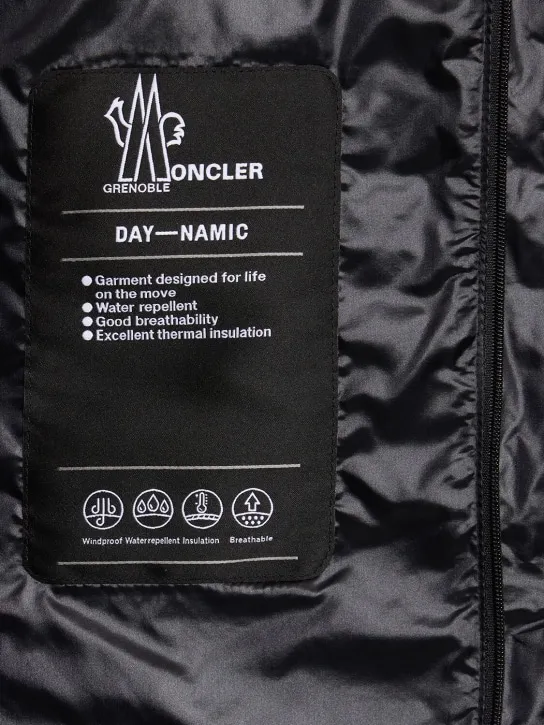 MONCLER
GRENOBLE
DAY—NAMIC
● Garment designed for life
on the move
● Water repellent
● Good breathability
● Excellent thermal insulation
Windproof Waterrepellent Insulation Breathable